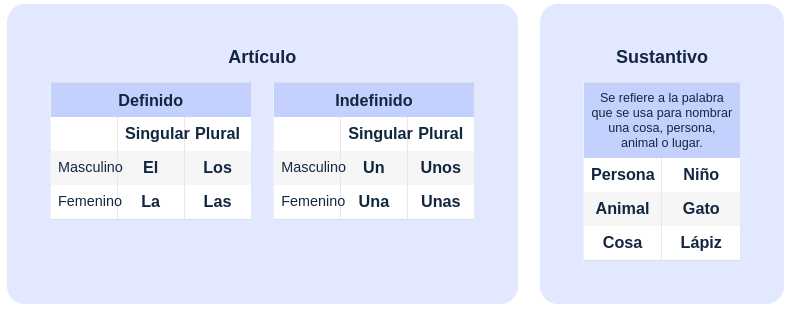 Artículo
Definido
Singular Plural
Masculino El Los
Femenino La Las
Indefinido
Singular Plural
Masculino Un Unos
Femenino Una Unas
Sustantivo
Se refiere a la palabra
que se usa para nombrar
una cosa, persona,
animal o lugar.
Persona Niño
Animal Gato
Cosa Lápiz